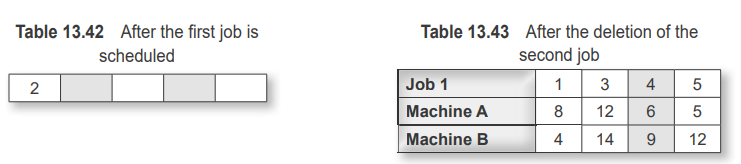 Table 13.42 After the first job is
scheduled
2
Table 13.43 After the deletion of the
second job
Job 1 1 3 4 5
Machine A 8 12 6 5
Machine B 4 14 9 12